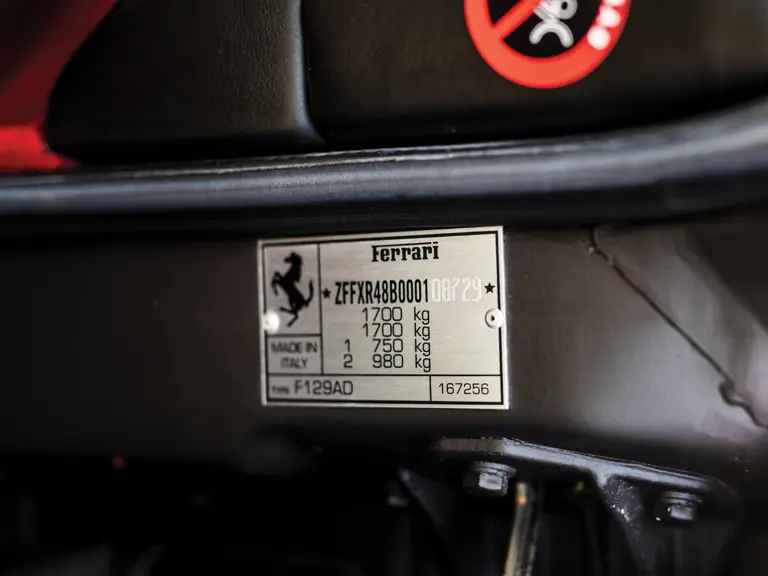 Ferrari
★ ZFFXR48B000108729 ★
1700 kg
1700 kg
1 750 kg
2 980 kg
MADE IN
ITALY
TYPE F129AD
167256